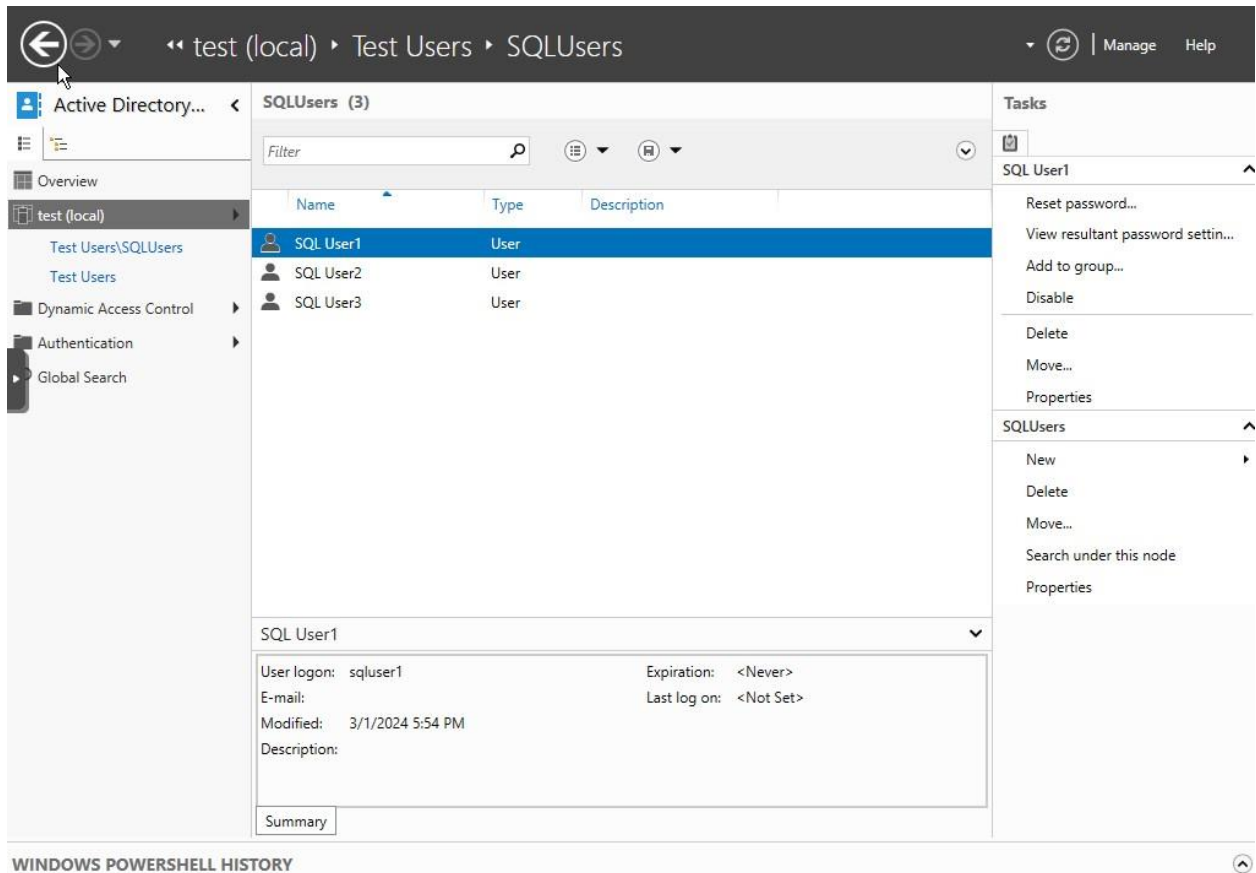 test (local) Test Users SQLUsers
Manage Help
Active Directory...
Overview
test (local)
Test Users\SQLUsers
Test Users
Dynamic Access Control
Authentication
Global Search
SQLUsers (3)
Filter
Name Type Description
SQL User1 User
SQL User2 User
SQL User3 User
SQL User1
User logon: sqluser1 Expiration: <Never>
E-mail: Last log on: <Not Set>
Modified: 3/1/2024 5:54 PM
Description:
Summary
Tasks
SQL User1
Reset password...
View resultant password settin...
Add to group...
Disable
Delete
Move...
Properties
SQLUsers
New
Delete
Move...
Search under this node
Properties
WINDOWS POWERSHELL HISTORY